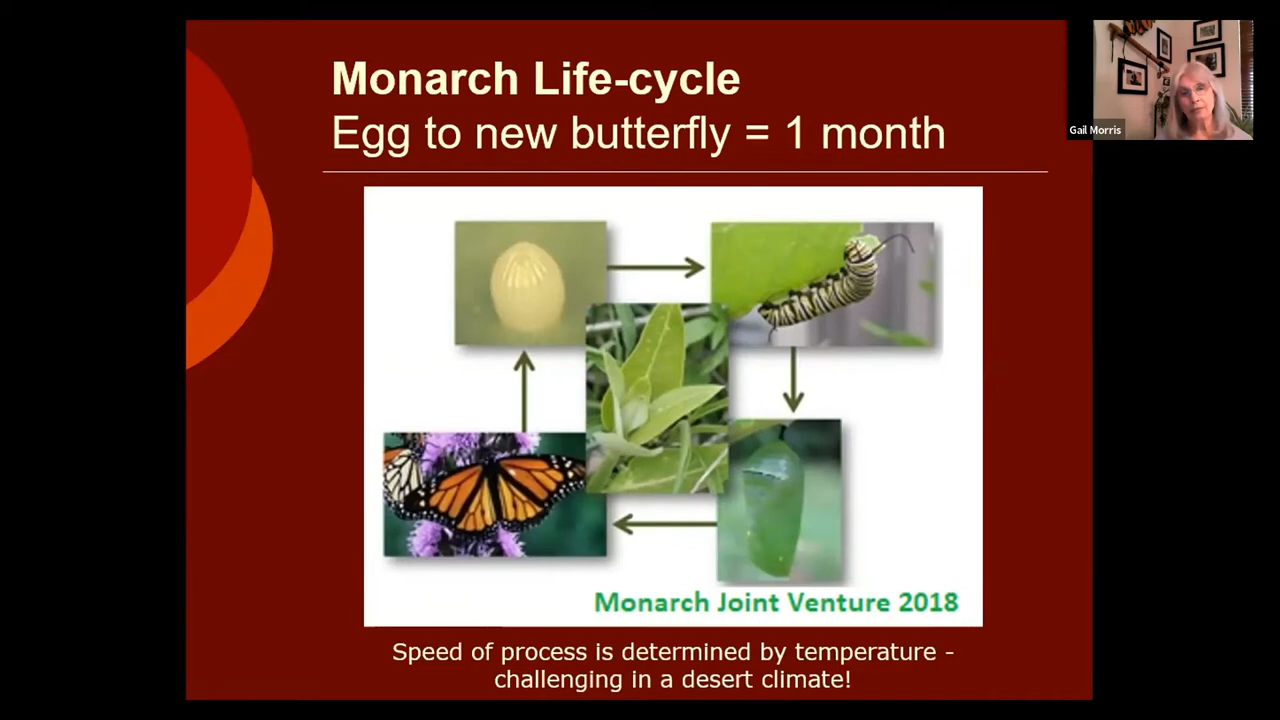 Monarch Life-cycle
Egg to new butterfly = 1 month
Gail Morris
Monarch Joint Venture 2018
Speed of process is determined by temperature -
challenging in a desert climate!